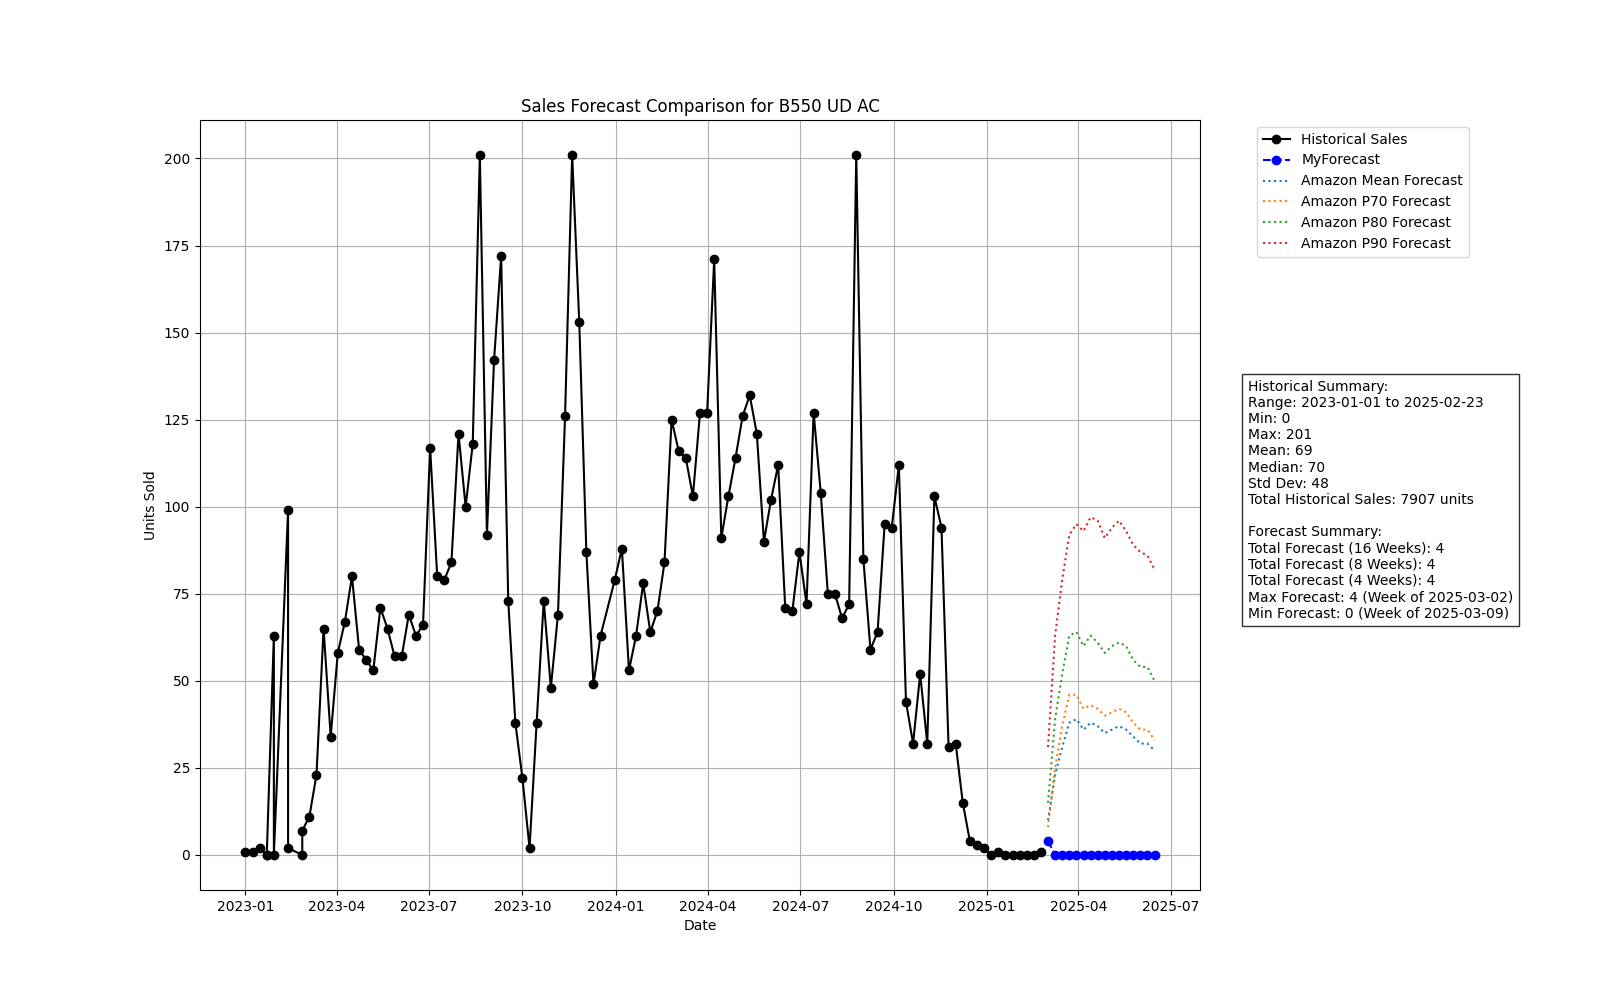 Sales Forecast Comparison for B550 UD AC
Historical Sales
MyForecast
Amazon Mean Forecast
Amazon P70 Forecast
Amazon P80 Forecast
Amazon P90 Forecast
Units Sold
200
175
150
125
100
75
50
25
0
2023-01
2023-04
2023-07
2023-10
2024-01
2024-04
2024-07
2024-10
2025-01
2025-04
2025-07
Date
Historical Summary:
Range: 2023-01-01 to 2025-02-23
Min: 0
Max: 201
Mean: 69
Median: 70
Std Dev: 48
Total Historical Sales: 7907 units
Forecast Summary:
Total Forecast (16 Weeks): 4
Total Forecast (8 Weeks): 4
Total Forecast (4 Weeks): 4
Max Forecast: 4 (Week of 2025-03-02)
Min Forecast: 0 (Week of 2025-03-09)